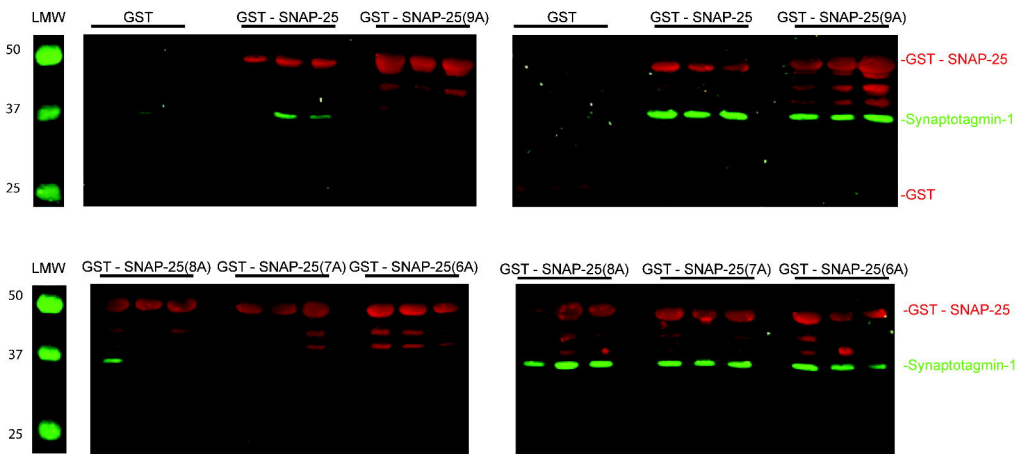 LMW GST GST - SNAP-25 GST - SNAP-25(9A) GST GST - SNAP-25 GST - SNAP-25(9A)
50 -GST - SNAP-25
37 -Synaptotagmin-1
25 -GST
LMW GST - SNAP-25(8A) GST - SNAP-25(7A) GST - SNAP-25(6A) GST - SNAP-25(8A) GST - SNAP-25(7A) GST - SNAP-25(6A)
50 -GST - SNAP-25
37 -Synaptotagmin-1
25